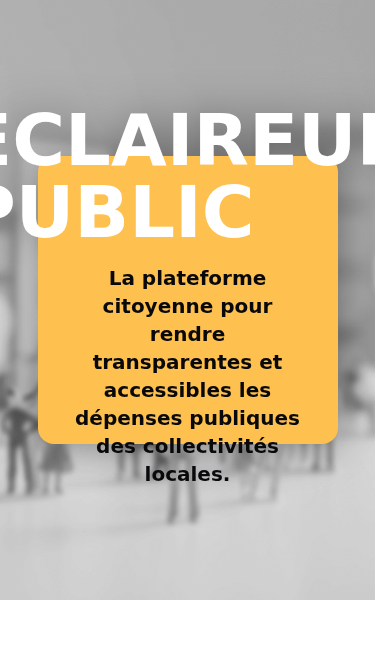 ECLAIREUR
PUBLIC
La plateforme
citoyenne pour
rendre
transparentes et
accessibles les
dépenses publiques
des collectivités
locales.